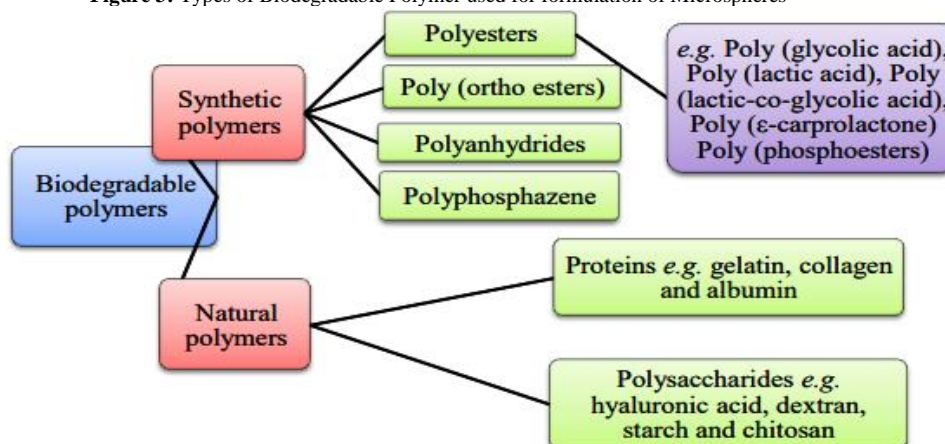 Figure 3: Types of Biodegradable Polymer used for formulation of Microspheres
Polyesters
e.g. Poly (glycolic acid),
Poly (lactic acid), Poly
(lactic-co-glycolic acid),
Poly (ε-carprolactone)
Poly (phosphoesters)
Synthetic
polymers
Poly (ortho esters)
Polyanhydrides
Polyphosphazene
Biodegradable
polymers
Natural
polymers
Proteins e.g. gelatin, collagen
and albumin
Polysaccharides e.g.
hyaluronic acid, dextran,
starch and chitosan